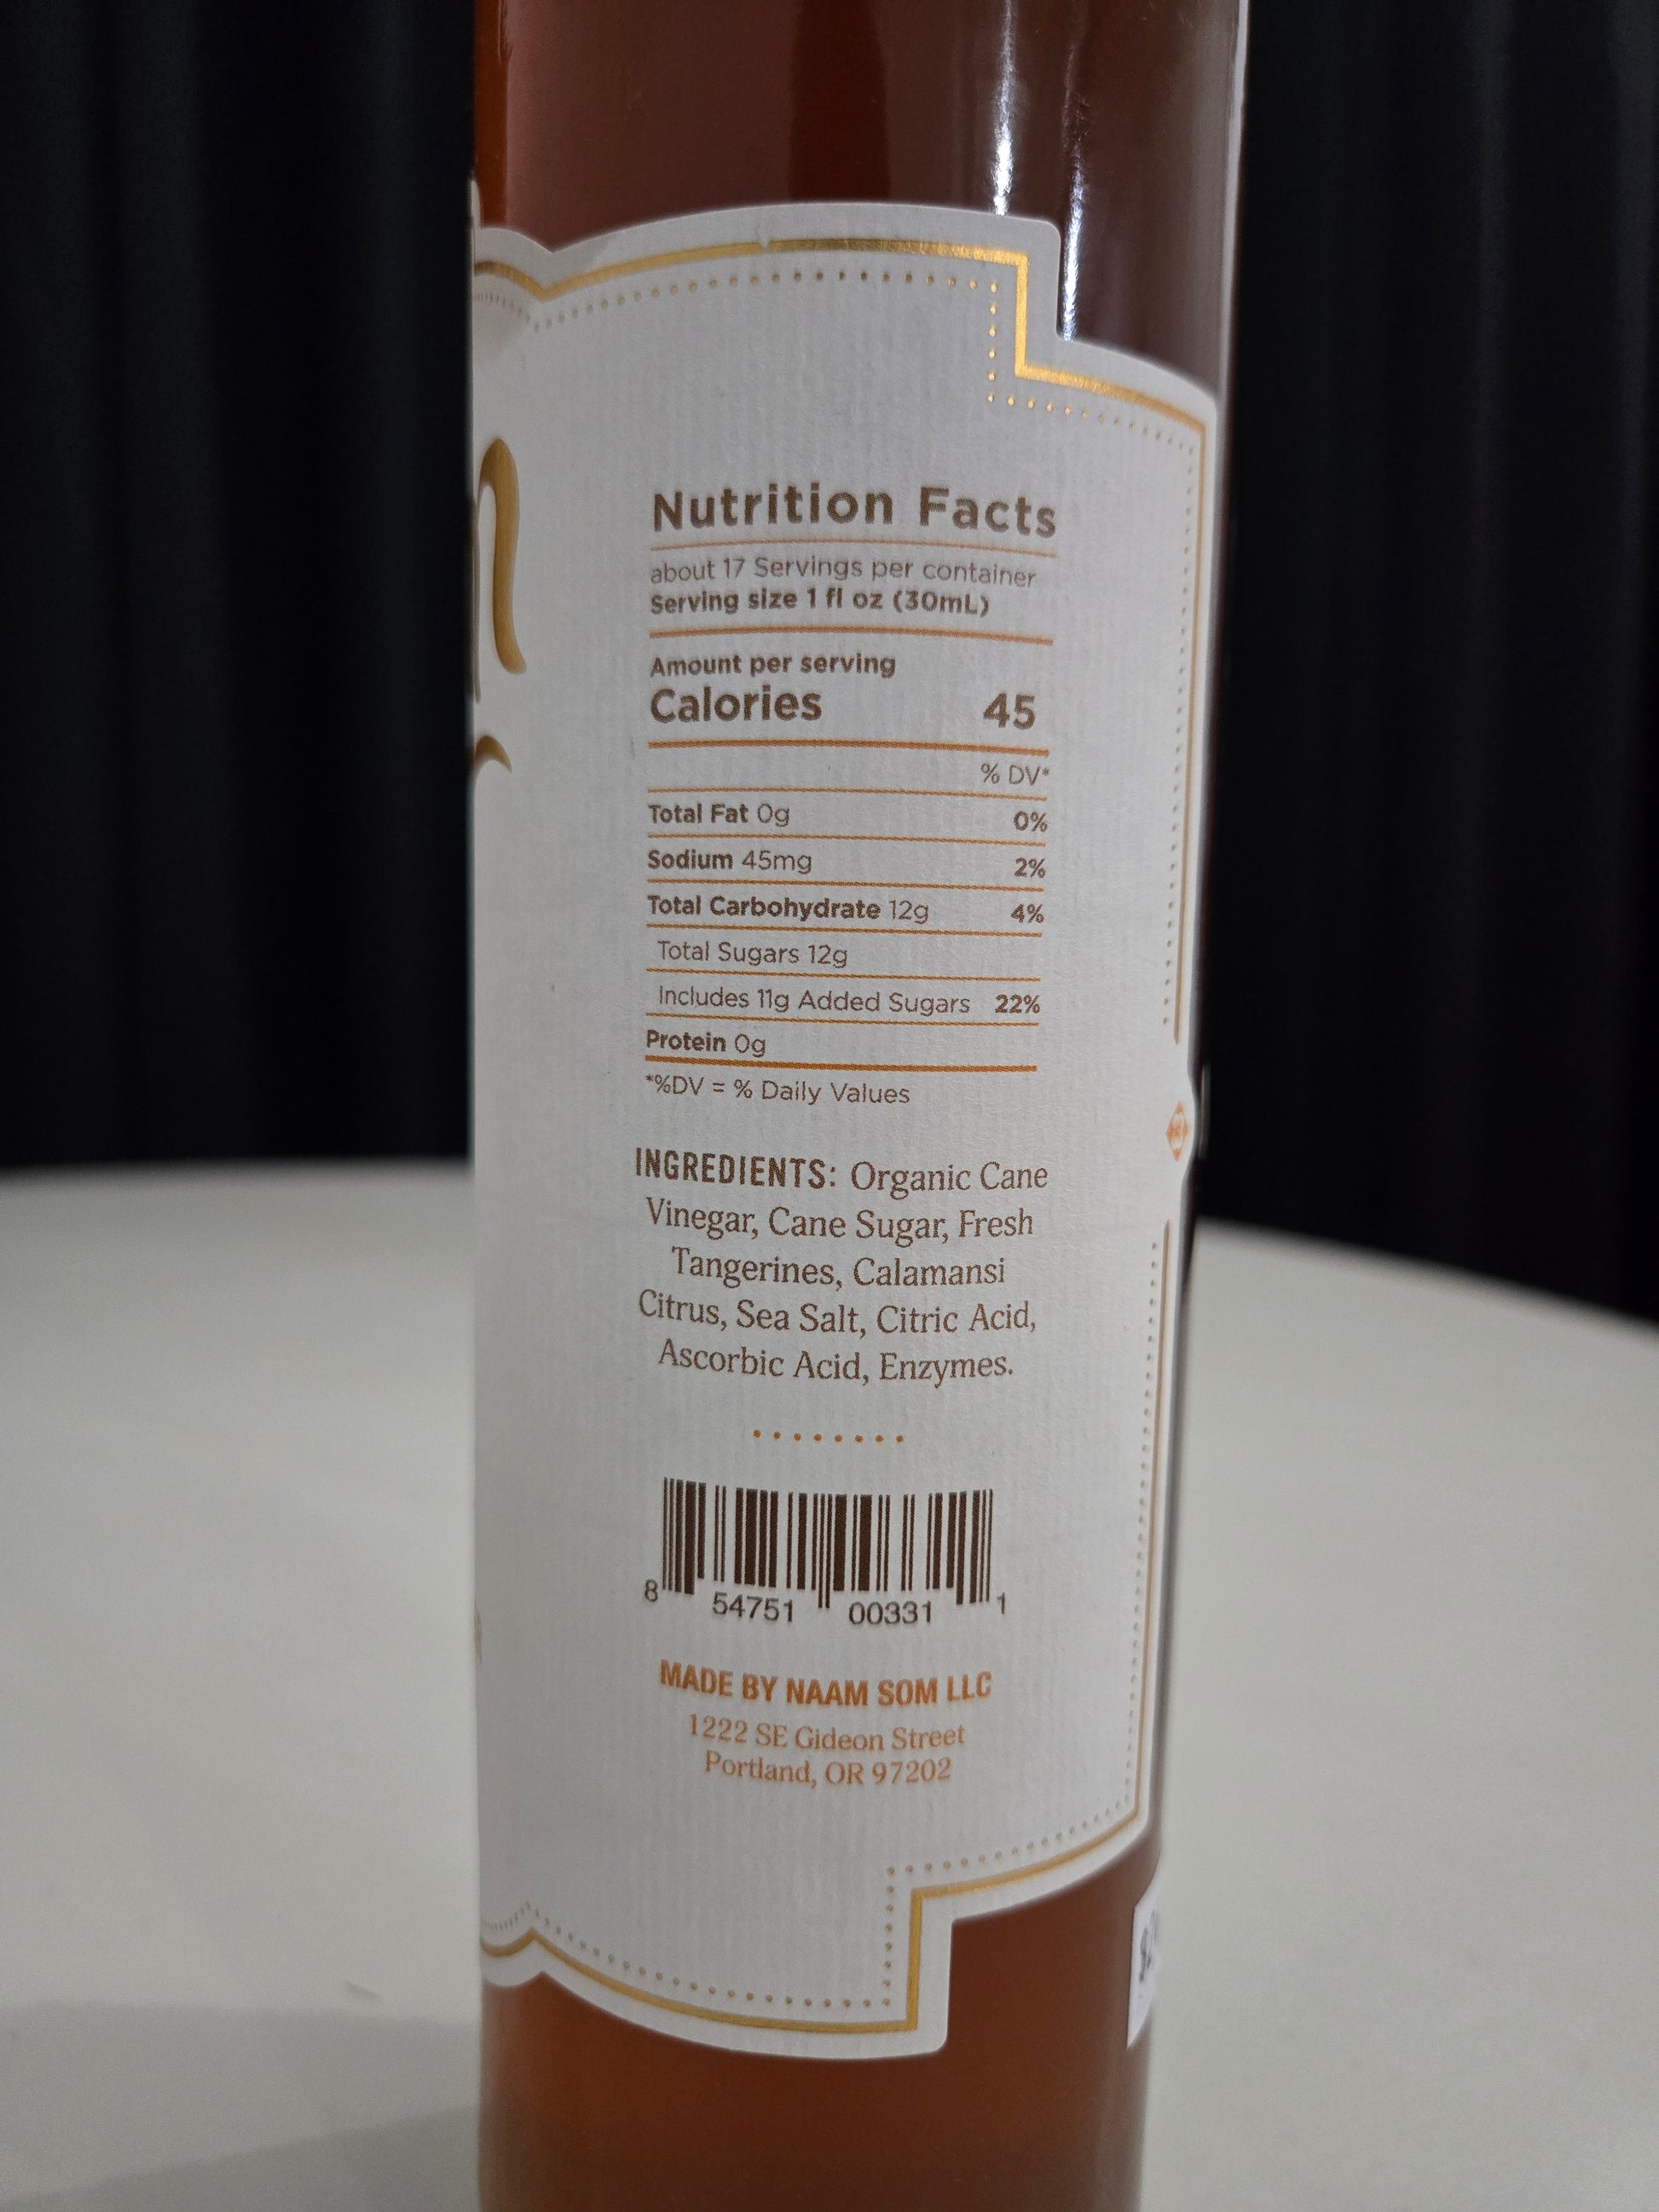 Nutrition Facts
about 17 Servings per container
Serving size 1 fl oz (30mL)
Amount per serving
Calories 45
% DV*
Total Fat 0g 0%
Sodium 45mg 2%
Total Carbohydrate 12g 4%
Total Sugars 12g
Includes 11g Added Sugars 22%
Protein 0g
*%DV = % Daily Values
INGREDIENTS: Organic Cane
Vinegar, Cane Sugar, Fresh
Tangerines, Calamansi
Citrus, Sea Salt, Citric Acid,
Ascorbic Acid, Enzymes.
8 54751 00331 1
MADE BY NAAM SOM LLC
1222 SE Gideon Street
Portland, OR 97202